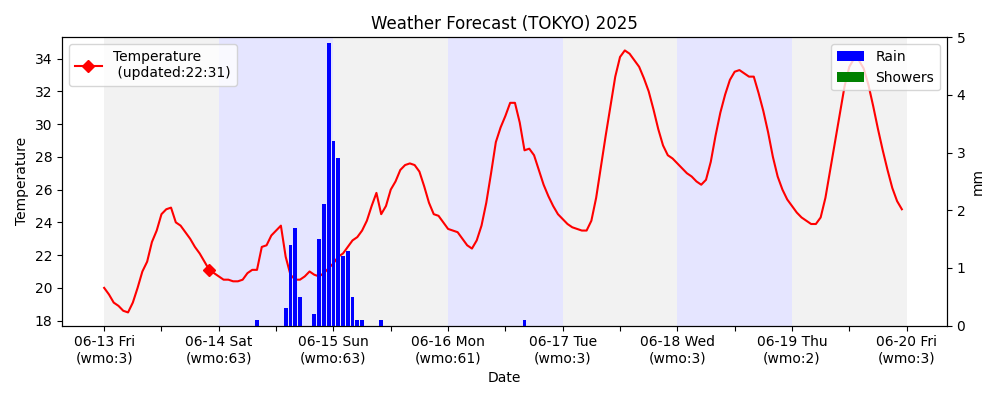 Weather Forecast (TOKYO) 2025
Temperature
(updated:22:31)
Rain
Showers
Temperature
34
32
30
28
26
24
22
20
18
5
4
3
2
1
0
mm
06-13 Fri
(wmo:3)
06-14 Sat
(wmo:63)
06-15 Sun
(wmo:63)
06-16 Mon
(wmo:61)
06-17 Tue
(wmo:3)
06-18 Wed
(wmo:3)
06-19 Thu
(wmo:2)
06-20 Fri
(wmo:3)
Date